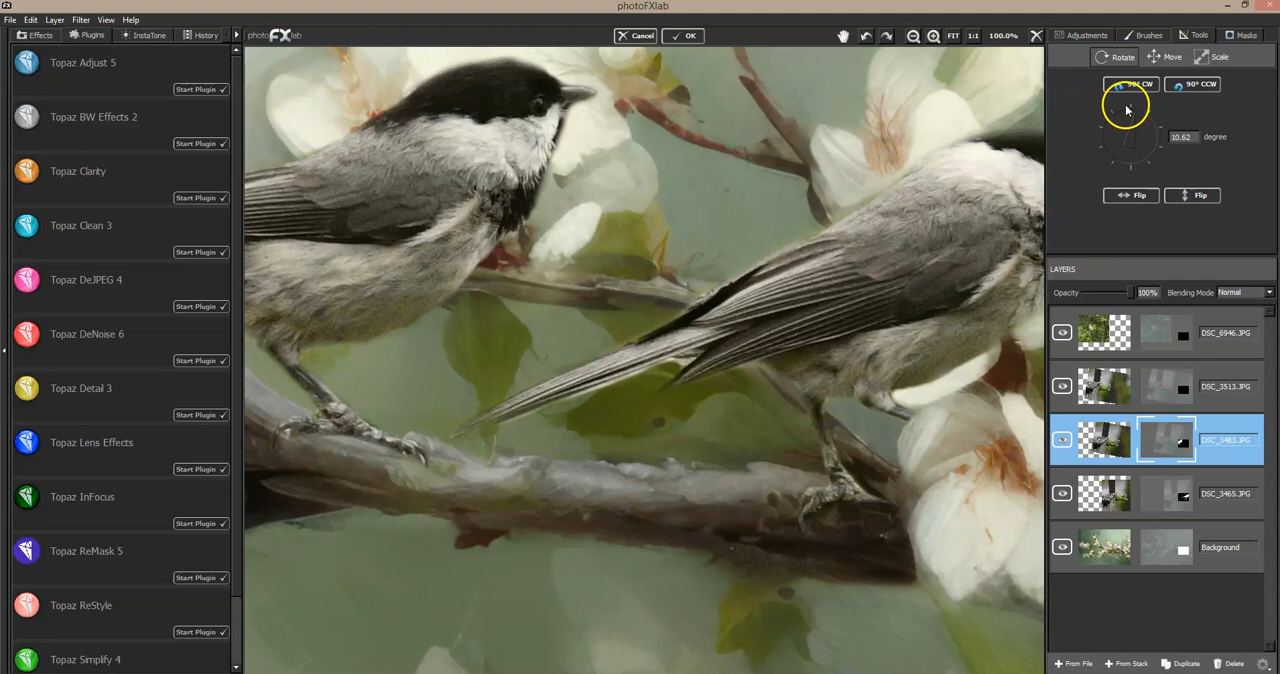 photoFXlab
File Edit Layer Filter View Help
Effects Plugins InstaTone History
photoFXlab
Cancel OK
FIT 1:1 100.0%
Adjustments Brushes Tools Masks
Rotate Move Scale
90° CW 90° CCW
10.62 degree
Flip Flip
Topaz Adjust 5
Start Plugin
Topaz BW Effects 2
Start Plugin
Topaz Clarity
Start Plugin
Topaz Clean 3
Start Plugin
Topaz DeJPEG 4
Start Plugin
Topaz DeNoise 6
Start Plugin
Topaz Detail 3
Start Plugin
Topaz Lens Effects
Start Plugin
Topaz InFocus
Start Plugin
Topaz ReMask 5
Start Plugin
Topaz ReStyle
Start Plugin
Topaz Simplify 4
LAYERS
Opacity 100% Blending Mode Normal
DSC_6946.JPG
DSC_3513.JPG
DSC_3483.JPG
DSC_3465.JPG
Background
From File From Stack Duplicate Delete